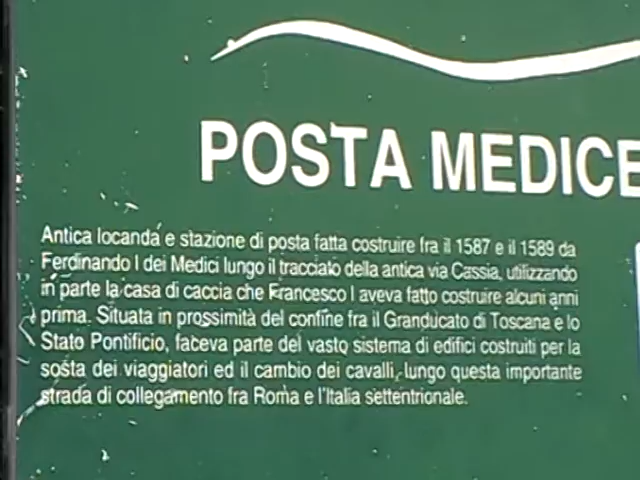 POSTA MEDICE
Antica locanda e stazione di posta fatta costruire fra il 1587 e il 1589 da
Ferdinando I dei Medici lungo il tracciato della antica via Cassia, utilizzando
in parte la casa di caccia che Francesco I aveva fatto costruire alcuni anni
prima. Situata in prossimità del confine fra il Granducato di Toscana e lo
Stato Pontificio, faceva parte del vasto sistema di edifici costruiti per la
sosta dei viaggiatori ed il cambio dei cavalli, lungo questa importante
strada di collegamento fra Roma e l'Italia settentrionale.